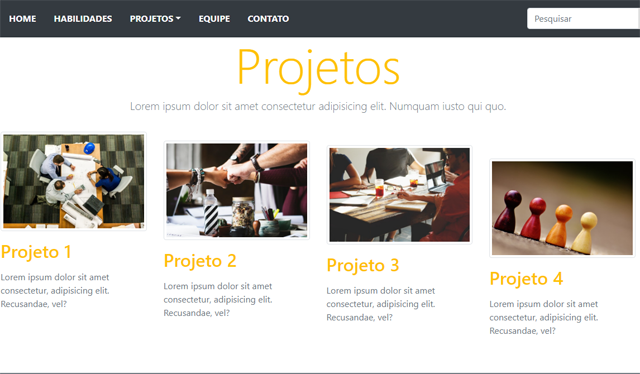 HOME HABILIDADES PROJETOS EQUIPE CONTATO Pesquisar
Projetos
Lorem ipsum dolor sit amet consectetur adipisicing elit. Numquam iusto qui quo.
Projeto 1
Lorem ipsum dolor sit amet
consectetur, adipisicing elit.
Recusandae, vel?
Projeto 2
Lorem ipsum dolor sit amet
consectetur, adipisicing elit.
Recusandae, vel?
Projeto 3
Lorem ipsum dolor sit amet
consectetur, adipisicing elit.
Recusandae, vel?
Projeto 4
Lorem ipsum dolor sit amet
consectetur, adipisicing elit.
Recusandae, vel?